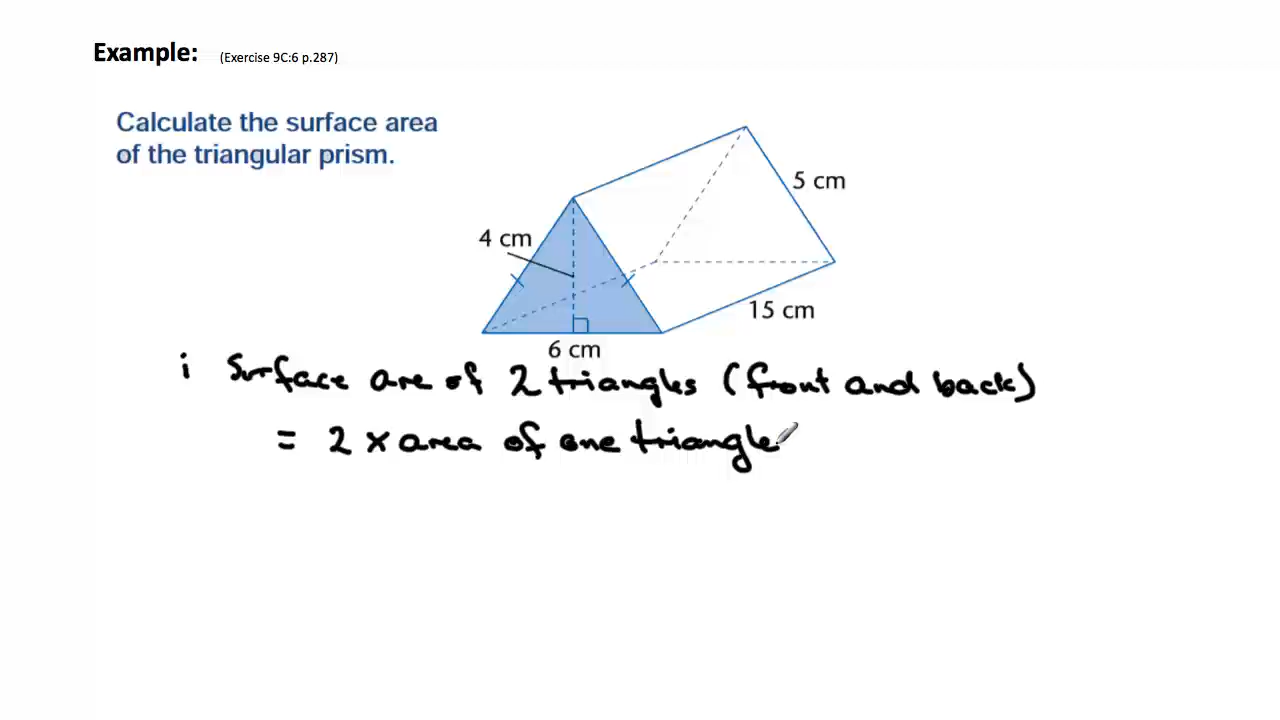 Example: (Exercise 9C:6 p.287)
Calculate the surface area
of the triangular prism.
5 cm
4 cm
15 cm
6 cm
i Surface are of 2 triangles (front and back)
= 2 x area of one triangle